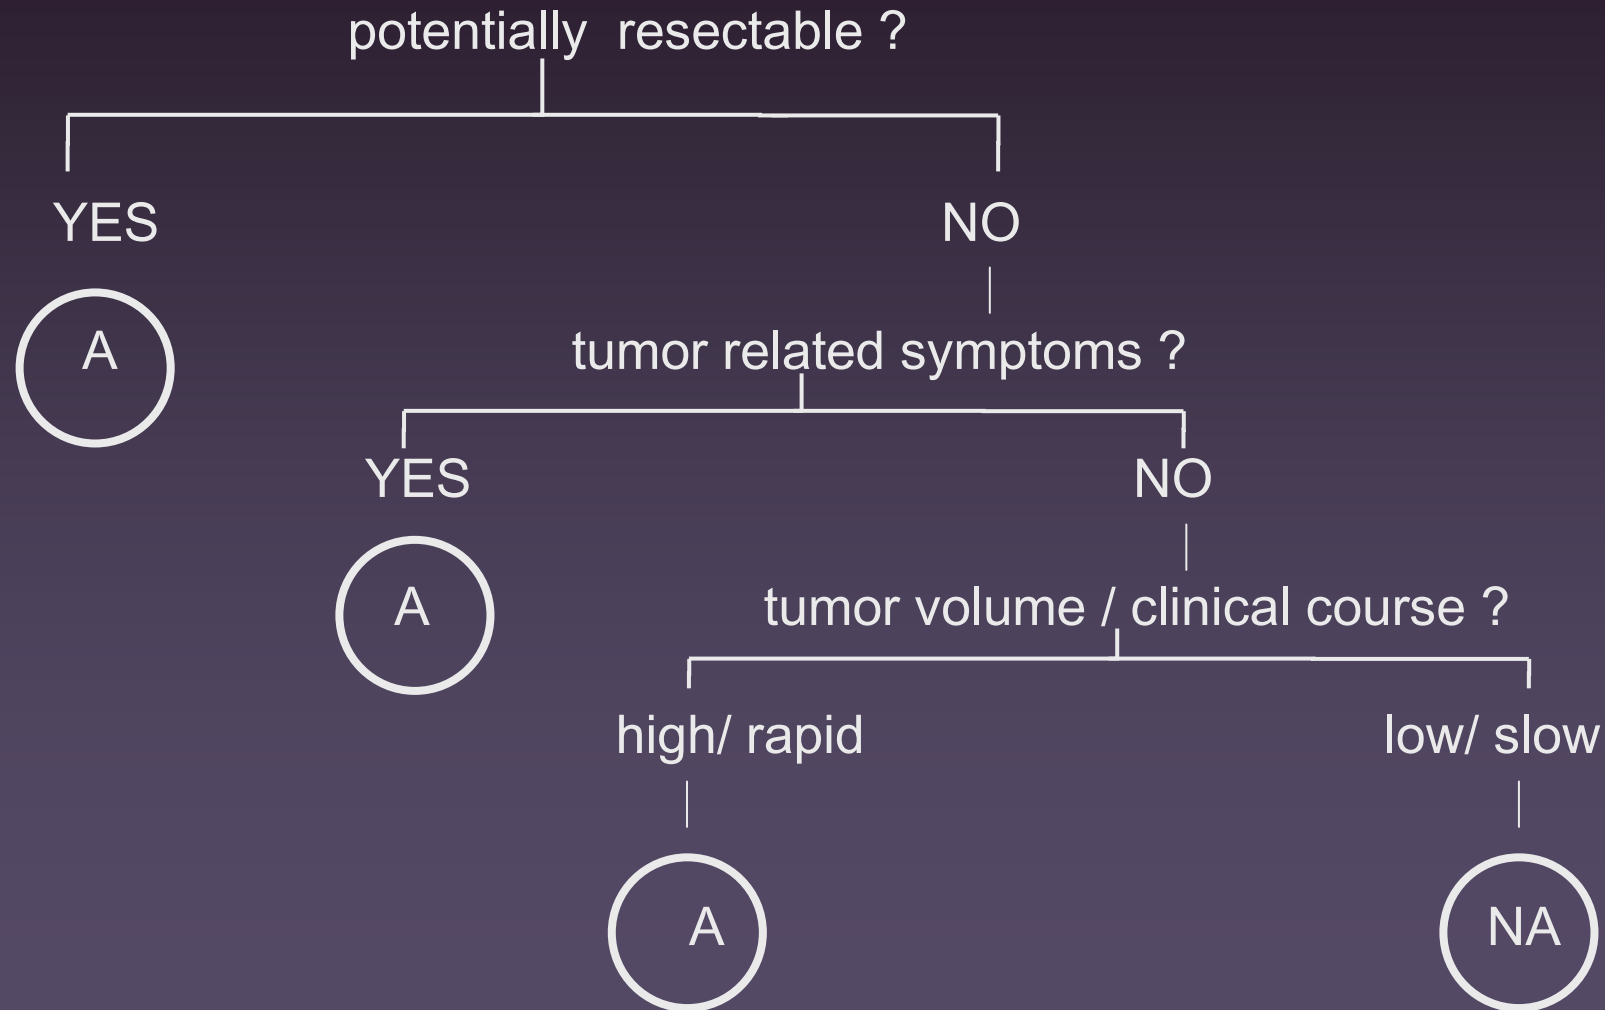 potentially  resectable ?
YES
NO
A
tumor related symptoms ?
YES
NO
A
tumor volume / clinical course ?
high/ rapid
low/ slow
A
NA